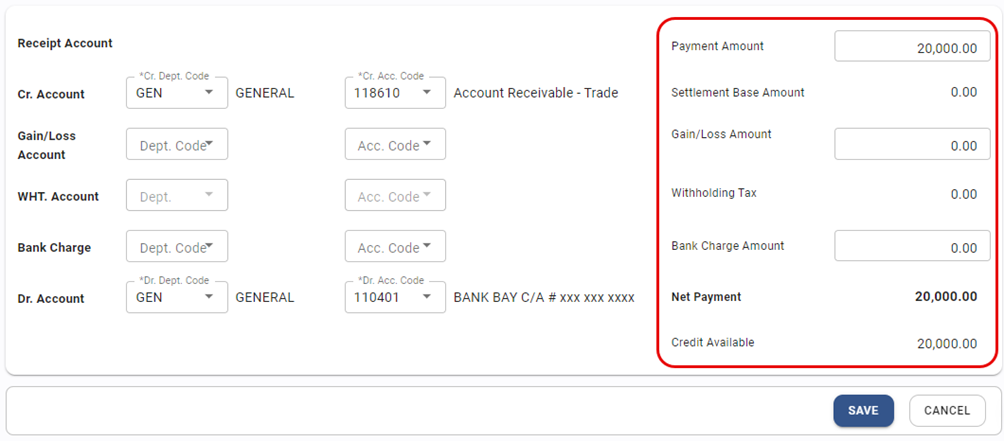 Receipt Account
Payment Amount 20,000.00
*Cr. Dept. Code *Cr. Acc. Code
Cr. Account GEN GENERAL 118610 Account Receivable - Trade
Settlement Base Amount 0.00
Gain/Loss
Account Dept. Code Acc. Code
Gain/Loss Amount 0.00
WHT. Account Dept. Acc. Code
Withholding Tax 0.00
Bank Charge Dept. Code Acc. Code
Bank Charge Amount 0.00
*Dr. Dept. Code *Dr. Acc. Code
Dr. Account GEN GENERAL 110401 BANK BAY C/A # xxx xxx xxxx
Net Payment 20,000.00
Credit Available 20,000.00
SAVE CANCEL